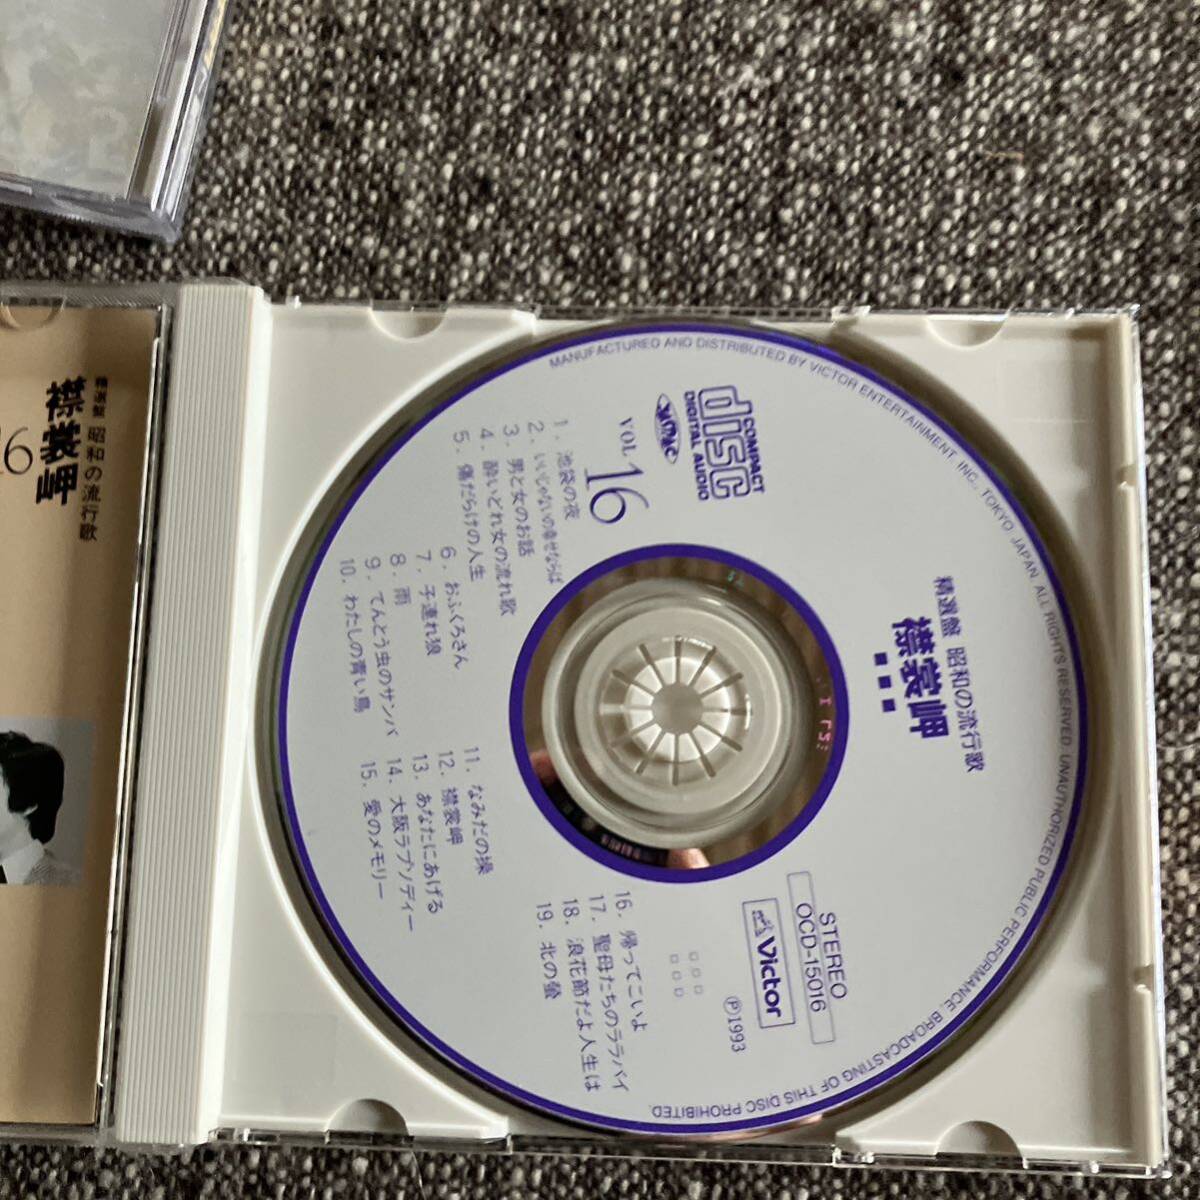 精選盤 昭和の流行歌
襟裳岬
16
MANUFACTURED AND DISTRIBUTED BY VICTOR ENTERTAINMENT, INC., TOKYO JAPAN. ALL RIGHTS RESERVED. UNAUTHORIZED PUBLIC PERFORMANCE, BROADCASTING OF THIS DISC PROHIBITED.
精選盤 昭和の流行歌
襟裳岬
COMPACT
disc
DIGITAL AUDIO
VOL 16
1. 池袋の夜
2. いいじゃないの幸せならば
3. 男と女のお話
4. 酔いどれ女の流れ歌
5. 傷だらけの人生
6. おふくろさん
7. 子連れ狼
8. 雨
9. てんとう虫のサンバ
10. わたしの青い鳥
11. なみだの操
12. 襟裳岬
13. あなたにあげる
14. 大阪ラプソディー
15. 愛のメモリー
16. 帰ってこいよ
17. 聖母たちのララバイ
18. 浪花節だよ人生は
19. 北の螢
STEREO
OCD-15016
Victor
Ⓟ1993